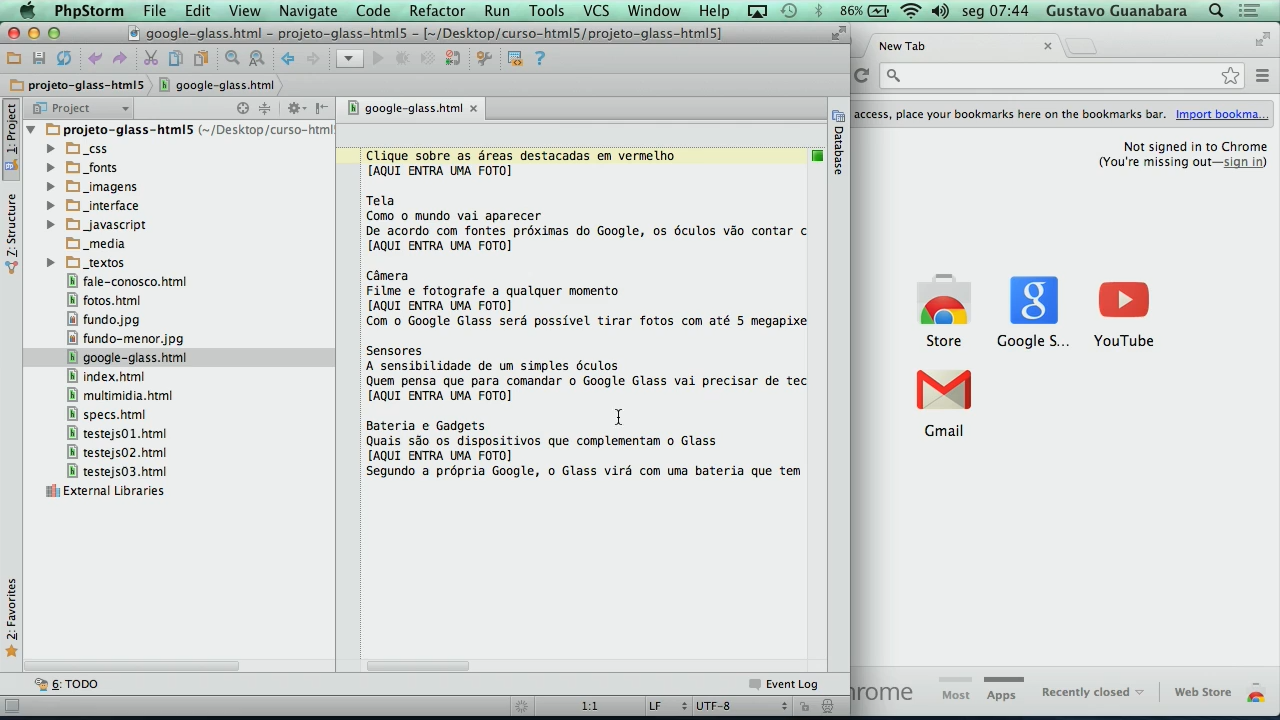 PhpStorm File Edit View Navigate Code Refactor Run Tools VCS Window Help 86% seg 07:44 Gustavo Guanabara
google-glass.html – projeto-glass-html5 – [~/Desktop/curso-html5/projeto-glass-html5]
projeto-glass-html5 google-glass.html
1: Project
Z: Structure
2: Favorites
Project
projeto-glass-html5 (~/Desktop/curso-html5
_css
_fonts
_imagens
_interface
_javascript
_media
_textos
fale-conosco.html
fotos.html
fundo.jpg
fundo-menor.jpg
google-glass.html
index.html
multimidia.html
specs.html
testejs01.html
testejs02.html
testejs03.html
External Libraries
google-glass.html
Clique sobre as áreas destacadas em vermelho
[AQUI ENTRA UMA FOTO]
Tela
Como o mundo vai aparecer
De acordo com fontes próximas do Google, os óculos vão contar c
[AQUI ENTRA UMA FOTO]
Câmera
Filme e fotografe a qualquer momento
[AQUI ENTRA UMA FOTO]
Com o Google Glass será possível tirar fotos com até 5 megapixe
Sensores
A sensibilidade de um simples óculos
Quem pensa que para comandar o Google Glass vai precisar de tec
[AQUI ENTRA UMA FOTO]
Bateria e Gadgets
Quais são os dispositivos que complementam o Glass
[AQUI ENTRA UMA FOTO]
Segundo a própria Google, o Glass virá com uma bateria que tem
Database
6: TODO
Event Log
1:1 LF UTF-8
New Tab
access, place your bookmarks here on the bookmarks bar. Import bookma...
Not signed in to Chrome
(You're missing out—sign in)
Store
Google S...
YouTube
Gmail
hrome
Most
Apps
Recently closed
Web Store